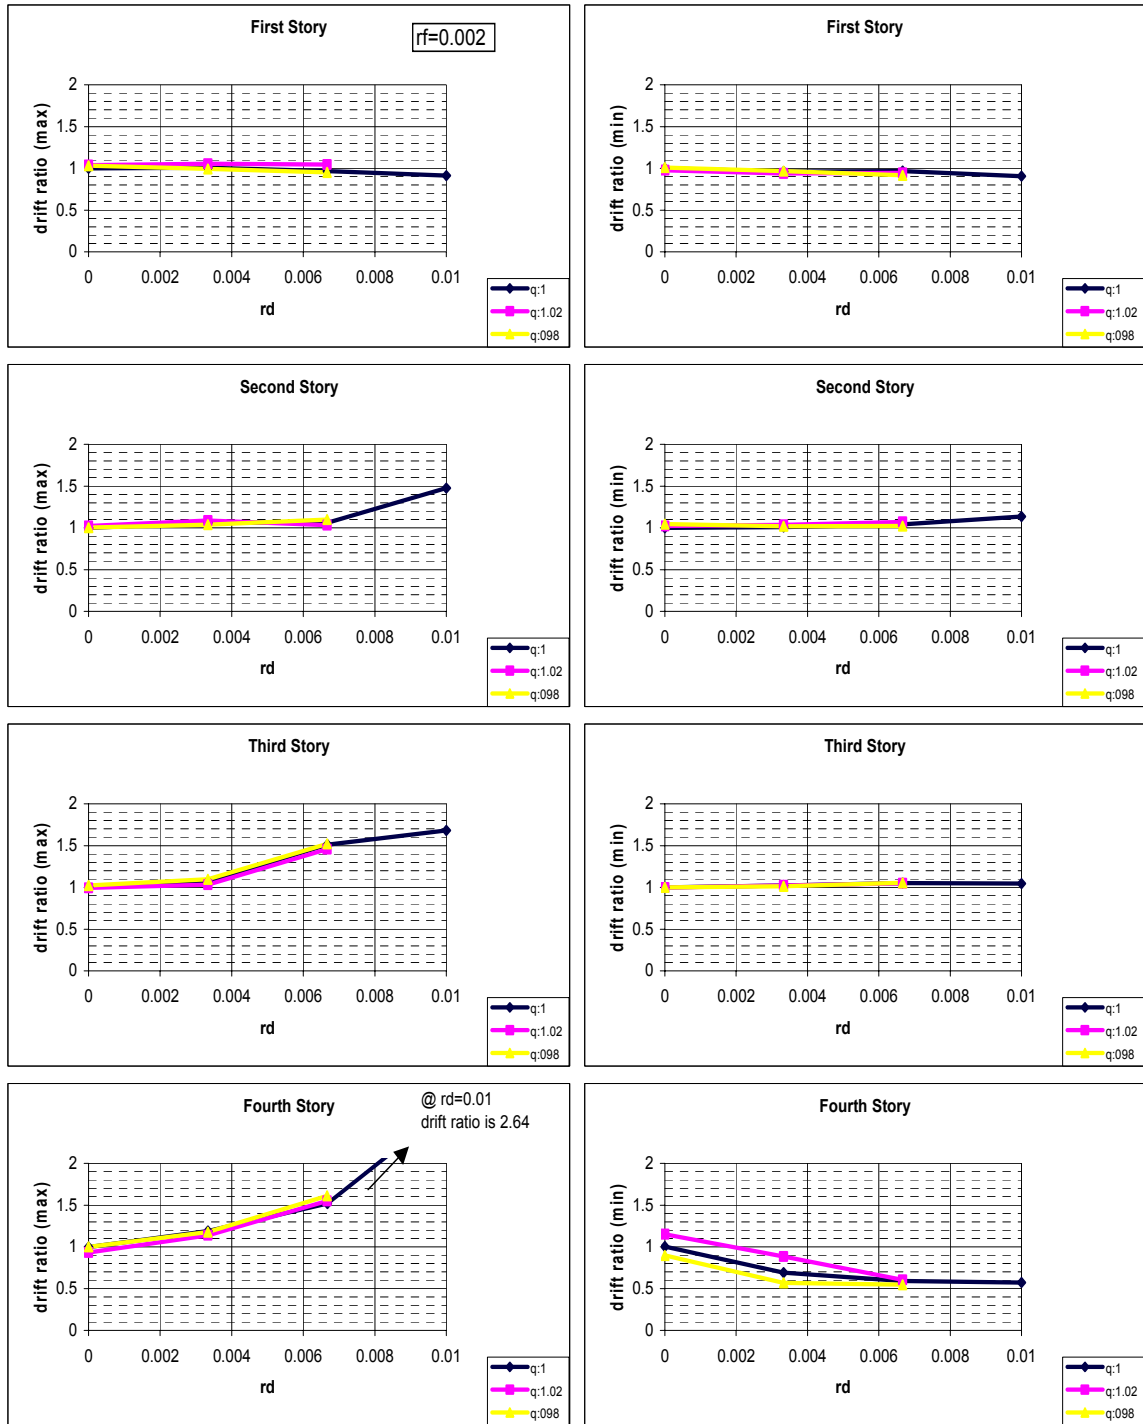 First Story
rf=0.002
drift ratio (max)
2
1.5
1
0.5
0
0 0.002 0.004 0.006 0.008 0.01
rd
q:1
q:1.02
q:098
First Story
drift ratio (min)
2
1.5
1
0.5
0
0 0.002 0.004 0.006 0.008 0.01
rd
q:1
q:1.02
q:098
Second Story
drift ratio (max)
2
1.5
1
0.5
0
0 0.002 0.004 0.006 0.008 0.01
rd
q:1
q:1.02
q:098
Second Story
drift ratio (min)
2
1.5
1
0.5
0
0 0.002 0.004 0.006 0.008 0.01
rd
q:1
q:1.02
q:098
Third Story
drift ratio (max)
2
1.5
1
0.5
0
0 0.002 0.004 0.006 0.008 0.01
rd
q:1
q:1.02
q:098
Third Story
drift ratio (min)
2
1.5
1
0.5
0
0 0.002 0.004 0.006 0.008 0.01
rd
q:1
q:1.02
q:098
Fourth Story
@ rd=0.01
drift ratio is 2.64
drift ratio (max)
2
1.5
1
0.5
0
0 0.002 0.004 0.006 0.008 0.01
rd
q:1
q:1.02
q:098
Fourth Story
drift ratio (min)
2
1.5
1
0.5
0
0 0.002 0.004 0.006 0.008 0.01
rd
q:1
q:1.02
q:098